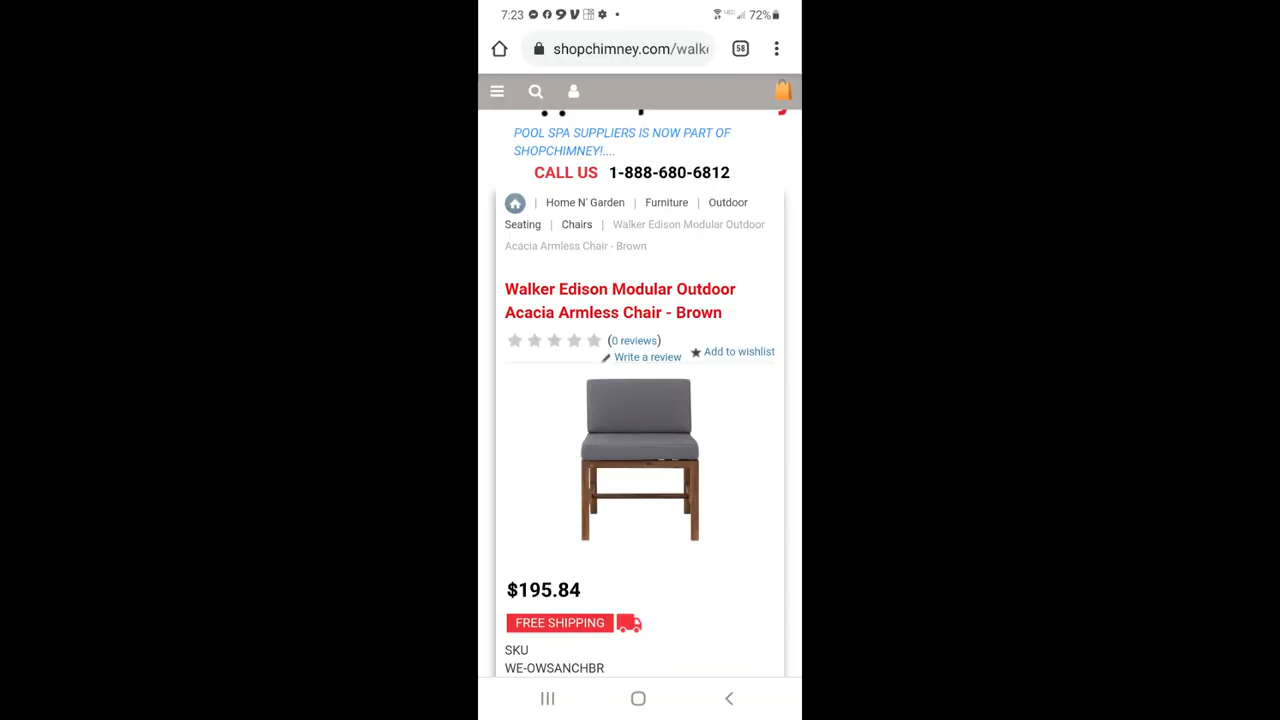 7:23
72%
shopchimney.com/walk
58
POOL SPA SUPPLIERS IS NOW PART OF
SHOPCHIMNEY!....
CALL US 1-888-680-6812
| Home N' Garden | Furniture | Outdoor
Seating | Chairs | Walker Edison Modular Outdoor
Acacia Armless Chair - Brown
Walker Edison Modular Outdoor
Acacia Armless Chair - Brown
(0 reviews)
Write a review
Add to wishlist
$195.84
FREE SHIPPING
SKU
WE-OWSANCHBR